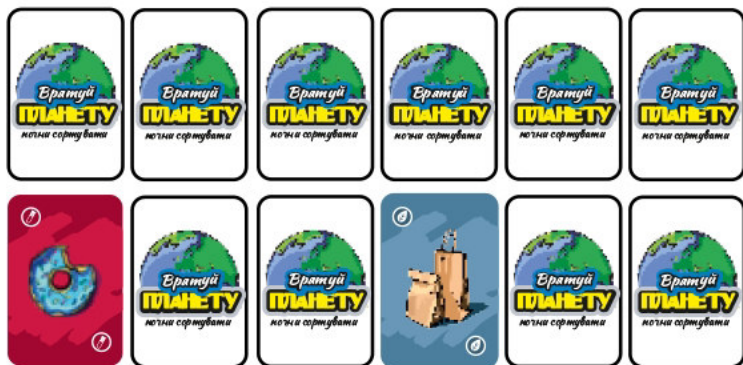 Врятуй Врятуй Врятуй Врятуй Врятуй Врятуй
ПЛАНЕТУ ПЛАНЕТУ ПЛАНЕТУ ПЛАНЕТУ ПЛАНЕТУ ПЛАНЕТУ
почни сортувати почни сортувати почни сортувати почни сортувати почни сортувати почни сортувати
Врятуй Врятуй Врятуй Врятуй
ПЛАНЕТУ ПЛАНЕТУ ПЛАНЕТУ ПЛАНЕТУ
почни сортувати почни сортувати почни сортувати почни сортувати